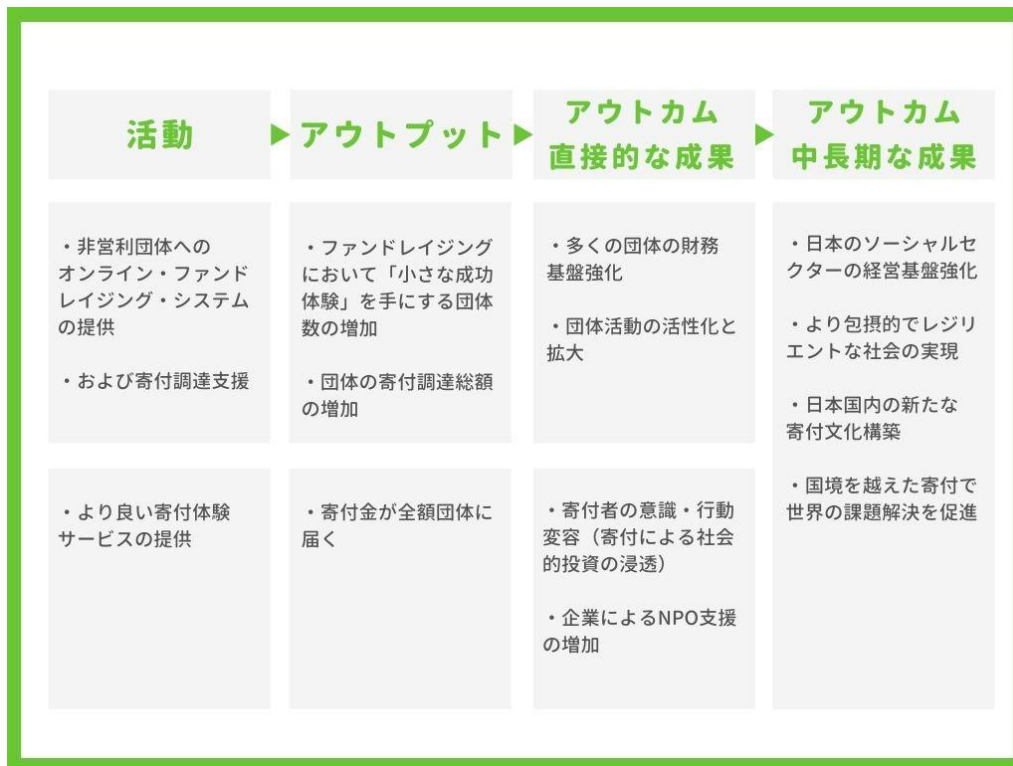 活動
アウトプット
アウトカム
直接的な成果
アウトカム
中長期な成果
・非営利団体への
オンライン・ファンド
レイジング・システム
の提供
・および寄付調達支援
・ファンドレイジング
において「小さな成功
体験」を手にする団体
数の増加
・団体の寄付調達総額
の増加
・多くの団体の財務
基盤強化
・団体活動の活性化と
拡大
・日本のソーシャルセ
クターの経営基盤強化
・より包摂的でレジリ
エントな社会の実現
・日本国内の新たな
寄付文化構築
・国境を越えた寄付で
世界の課題解決を促進
・より良い寄付体験
サービスの提供
・寄付金が全額団体に
届く
・寄付者の意識・行動
変容（寄付による社会
的投資の浸透）
・企業によるNPO支援
の増加